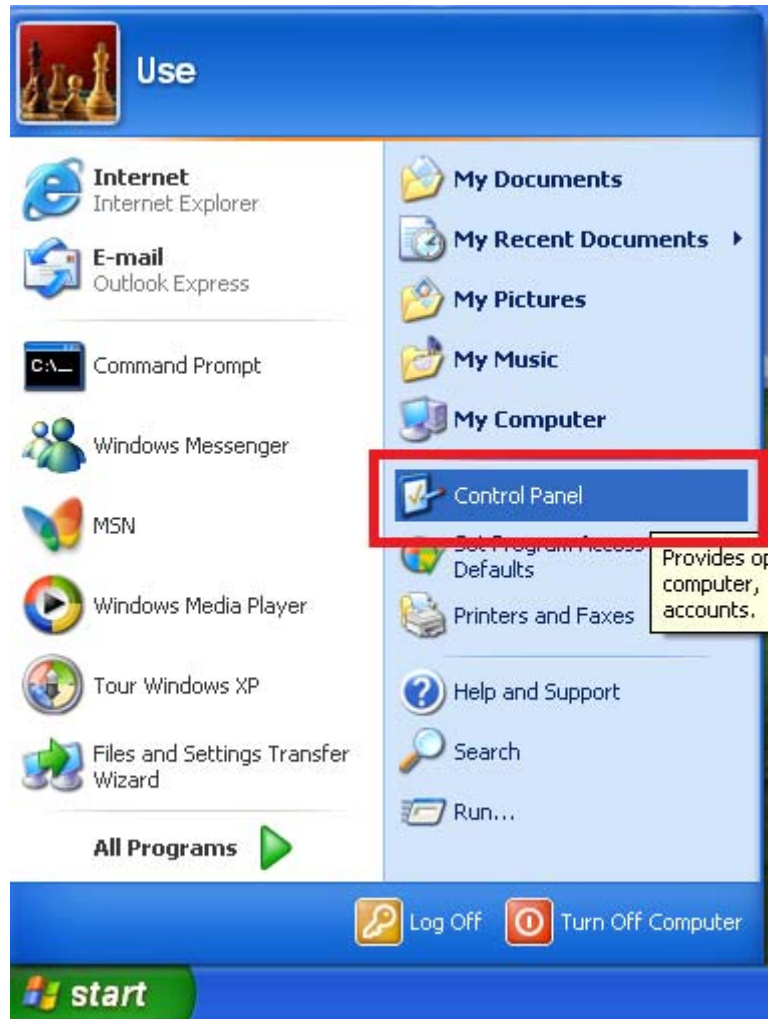 Use
Internet
Internet Explorer
E-mail
Outlook Express
C:\_
Command Prompt
Windows Messenger
MSN
Windows Media Player
Tour Windows XP
Files and Settings Transfer
Wizard
All Programs
My Documents
My Recent Documents
My Pictures
My Music
My Computer
Control Panel
Set Program Access
Defaults
Printers and Faxes
Provides op
computer,
accounts.
Help and Support
Search
Run...
Log Off
Turn Off Computer
start